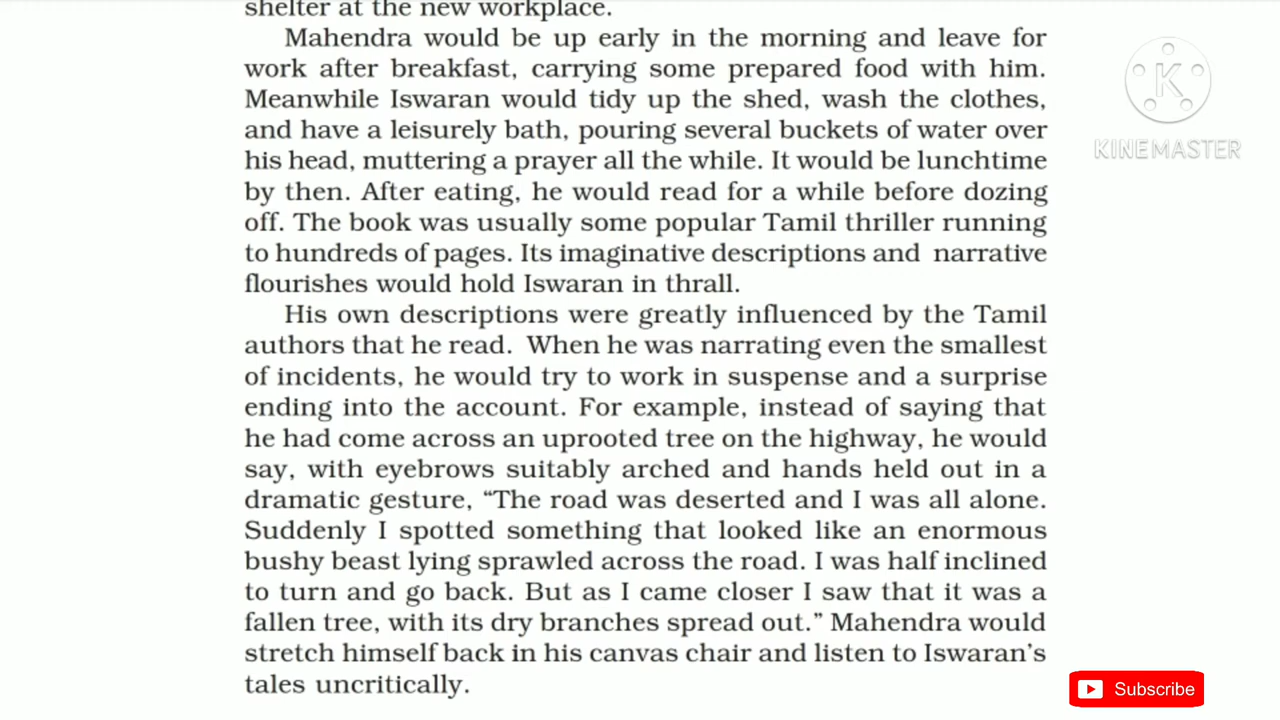 shelter at the new workplace.
Mahendra would be up early in the morning and leave for
work after breakfast, carrying some prepared food with him.
Meanwhile Iswaran would tidy up the shed, wash the clothes,
and have a leisurely bath, pouring several buckets of water over
his head, muttering a prayer all the while. It would be lunchtime
by then. After eating, he would read for a while before dozing
off. The book was usually some popular Tamil thriller running
to hundreds of pages. Its imaginative descriptions and narrative
flourishes would hold Iswaran in thrall.
His own descriptions were greatly influenced by the Tamil
authors that he read. When he was narrating even the smallest
of incidents, he would try to work in suspense and a surprise
ending into the account. For example, instead of saying that
he had come across an uprooted tree on the highway, he would
say, with eyebrows suitably arched and hands held out in a
dramatic gesture, “The road was deserted and I was all alone.
Suddenly I spotted something that looked like an enormous
bushy beast lying sprawled across the road. I was half inclined
to turn and go back. But as I came closer I saw that it was a
fallen tree, with its dry branches spread out.” Mahendra would
stretch himself back in his canvas chair and listen to Iswaran’s
tales uncritically.
K
KINEMASTER
Subscribe